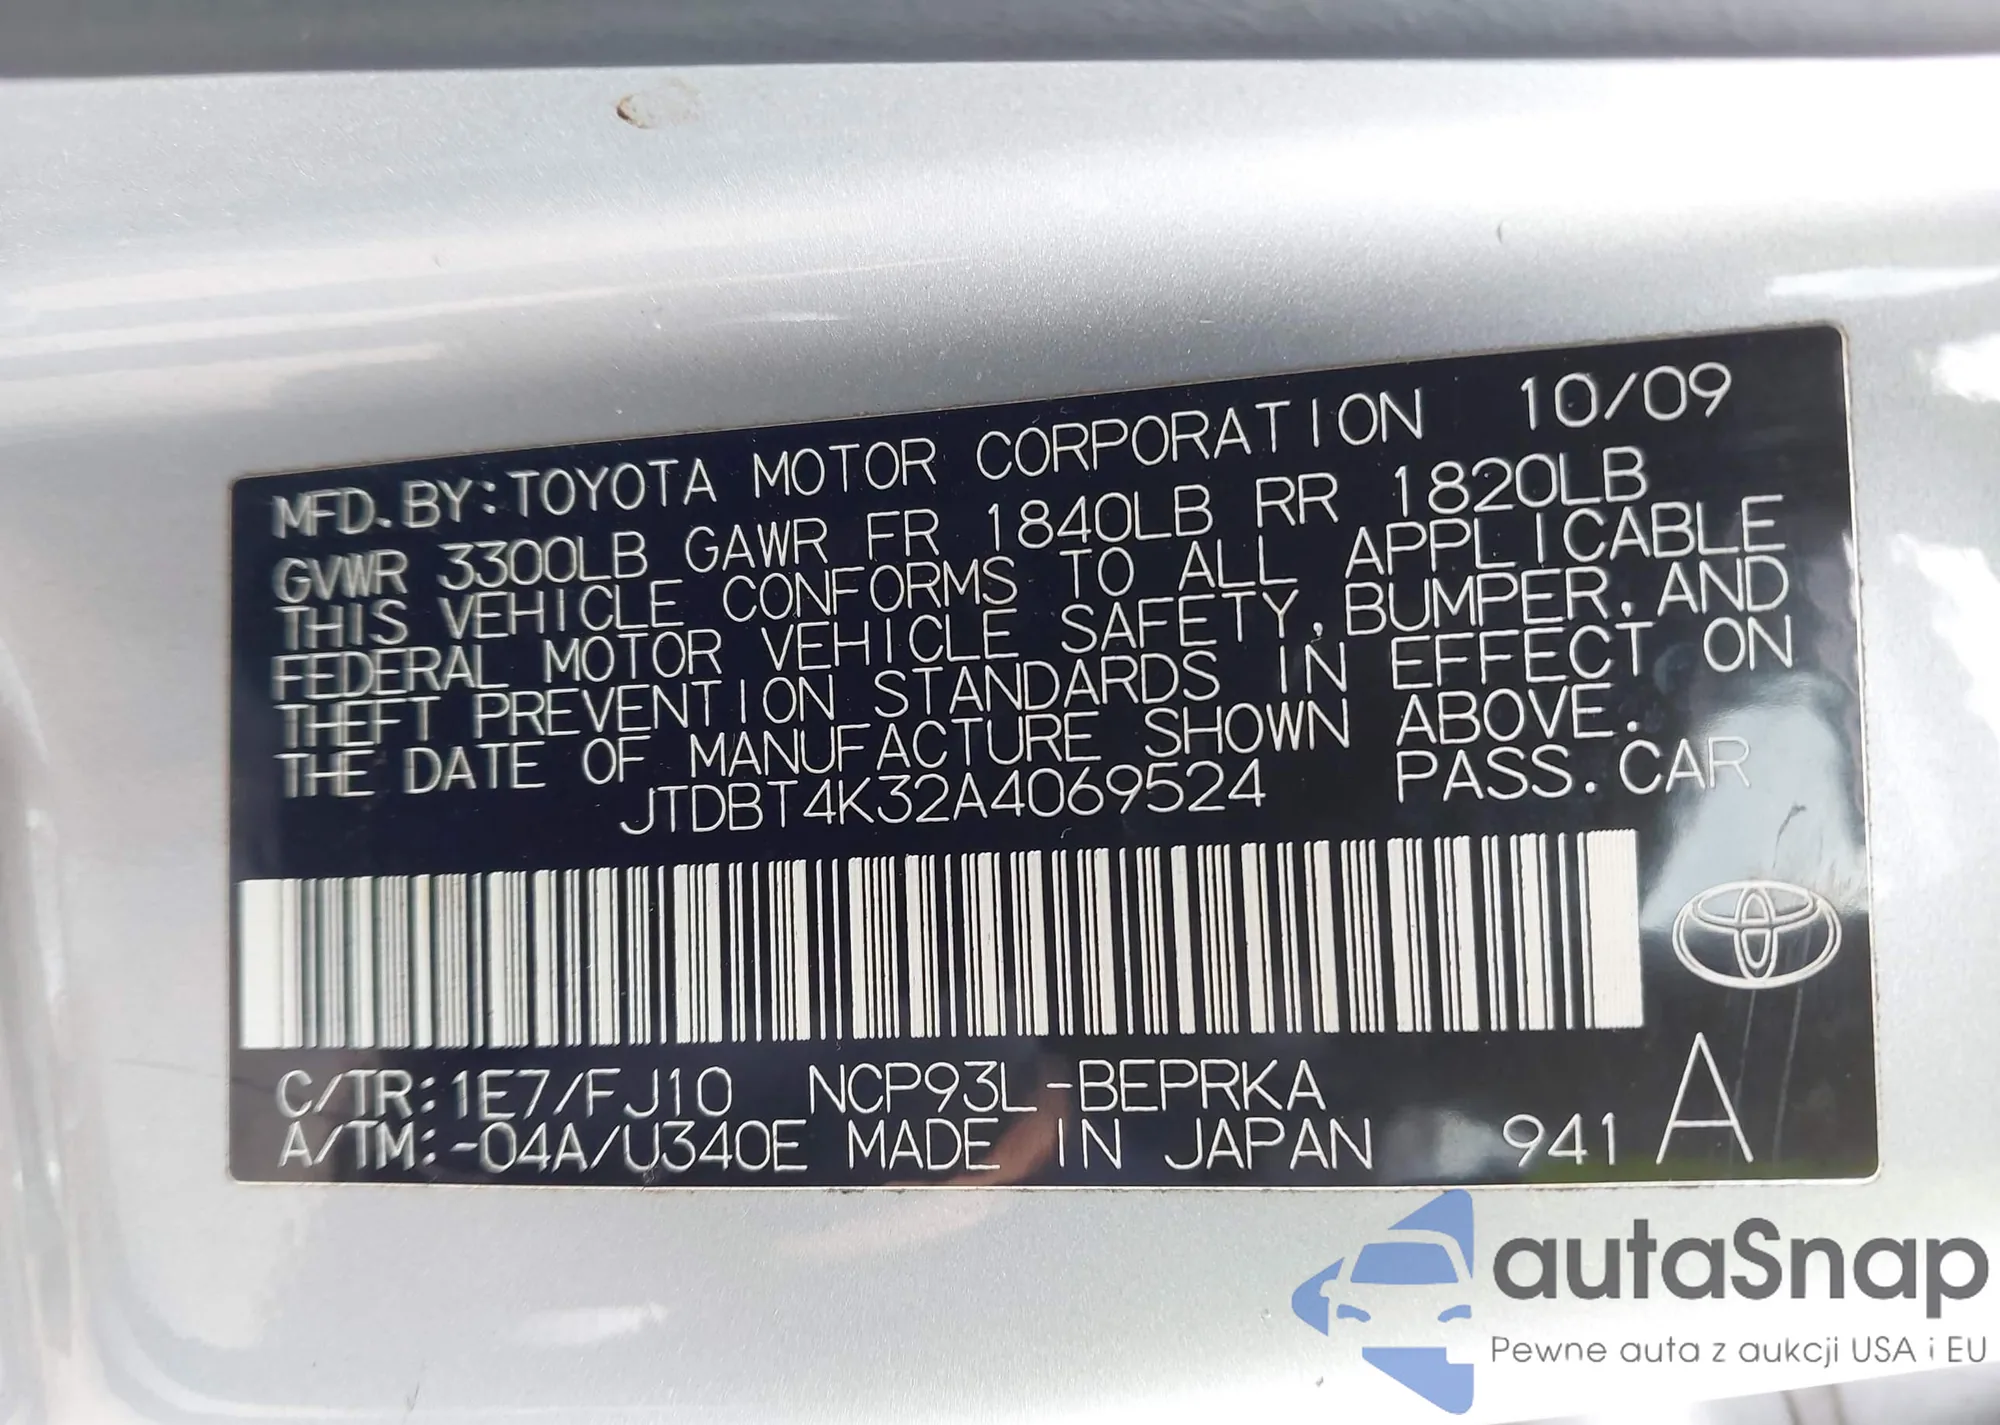 MFD. BY: TOYOTA MOTOR CORPORATION 10/09
GVWR 3300LB GAWR FR 1840LB RR 1820LB
THIS VEHICLE CONFORMS TO ALL APPLICABLE
FEDERAL MOTOR VEHICLE SAFETY, BUMPER, AND
THEFT PREVENTION STANDARDS IN EFFECT ON
THE DATE OF MANUFACTURE SHOWN ABOVE.
JTDBT4K32A4069524 PASS. CAR
C/TR: 1E7/FJ10 NCP93L-BEPRKA
A/TM: -04A/U340E MADE IN JAPAN 941 A
autaSnap
Pewne auta z aukcji USA i EU